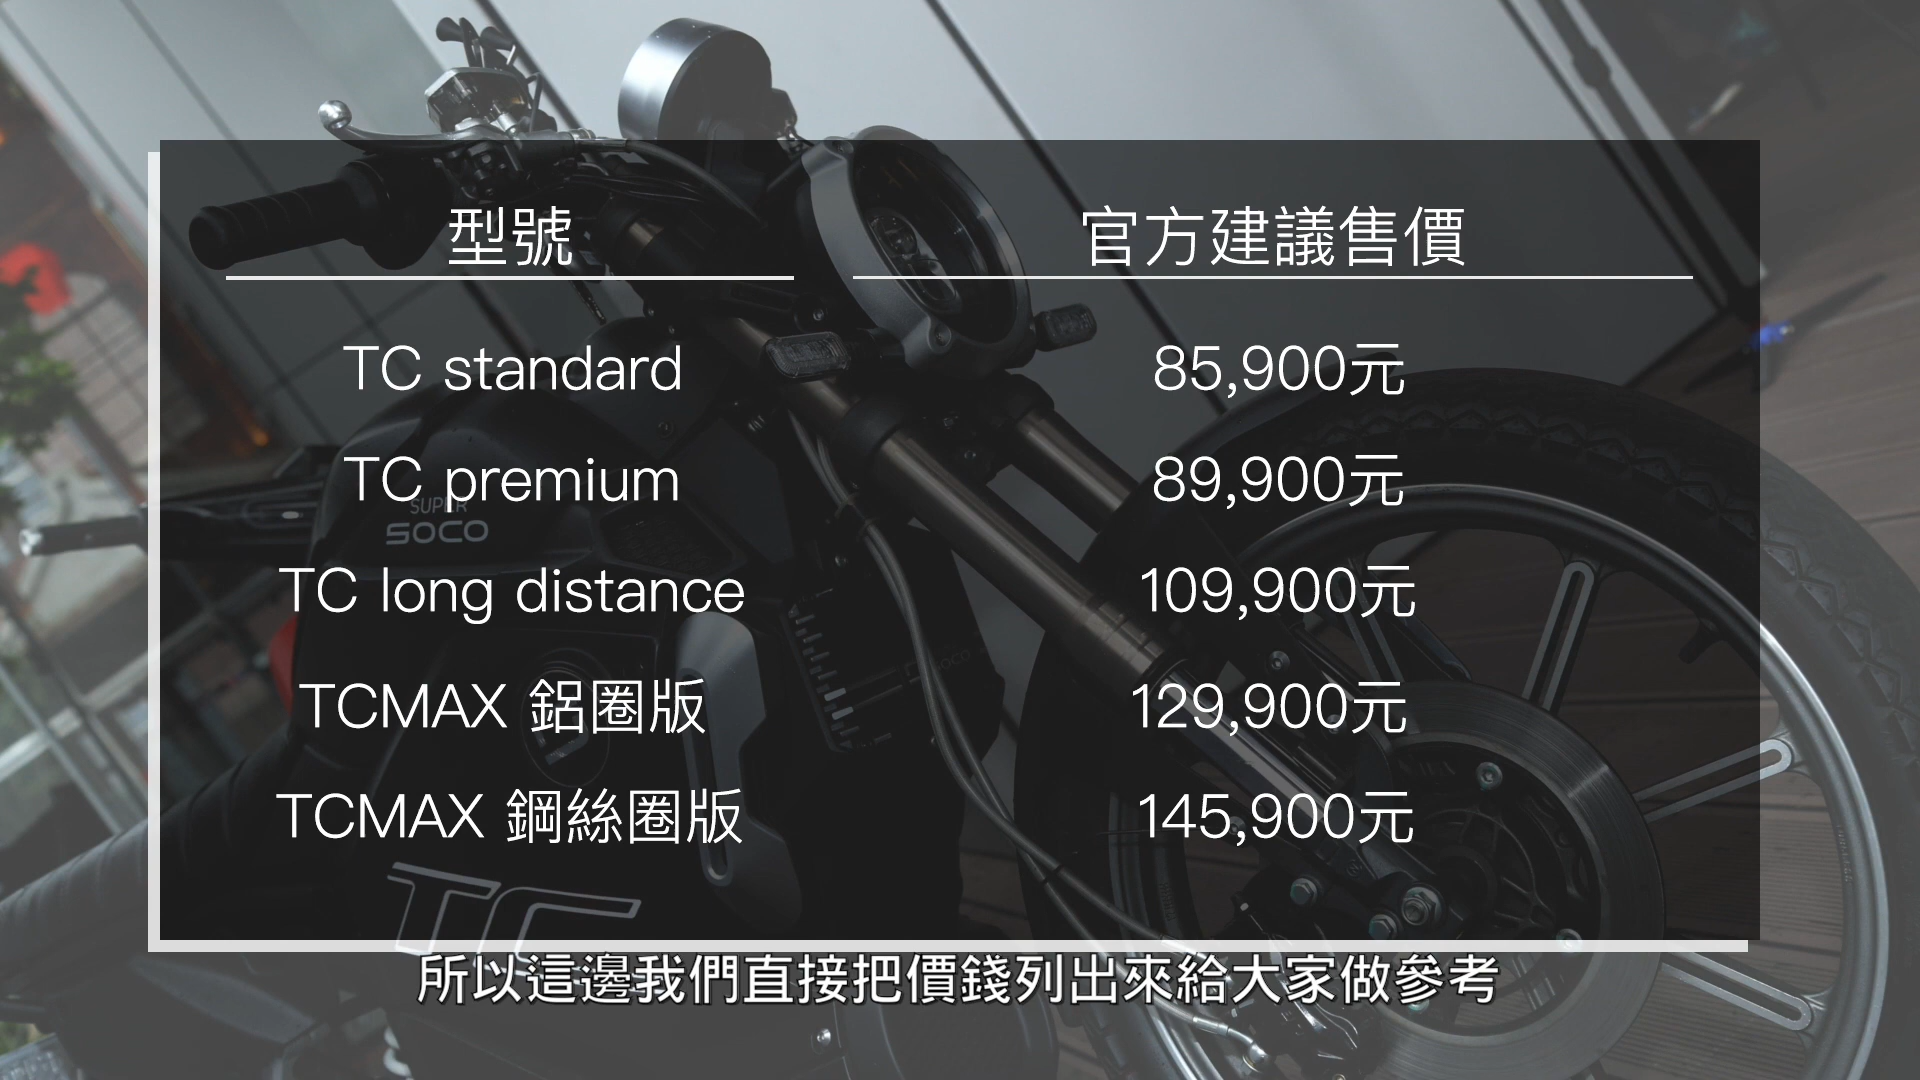 型號 官方建議售價
TC standard 85,900元
TC premium 89,900元
SUPER
SOCO
TC long distance 109,900元
TCMAX 鋁圈版 129,900元
TCMAX 鋼絲圈版 145,900元
TC
所以這邊我們直接把價錢列出來給大家做參考